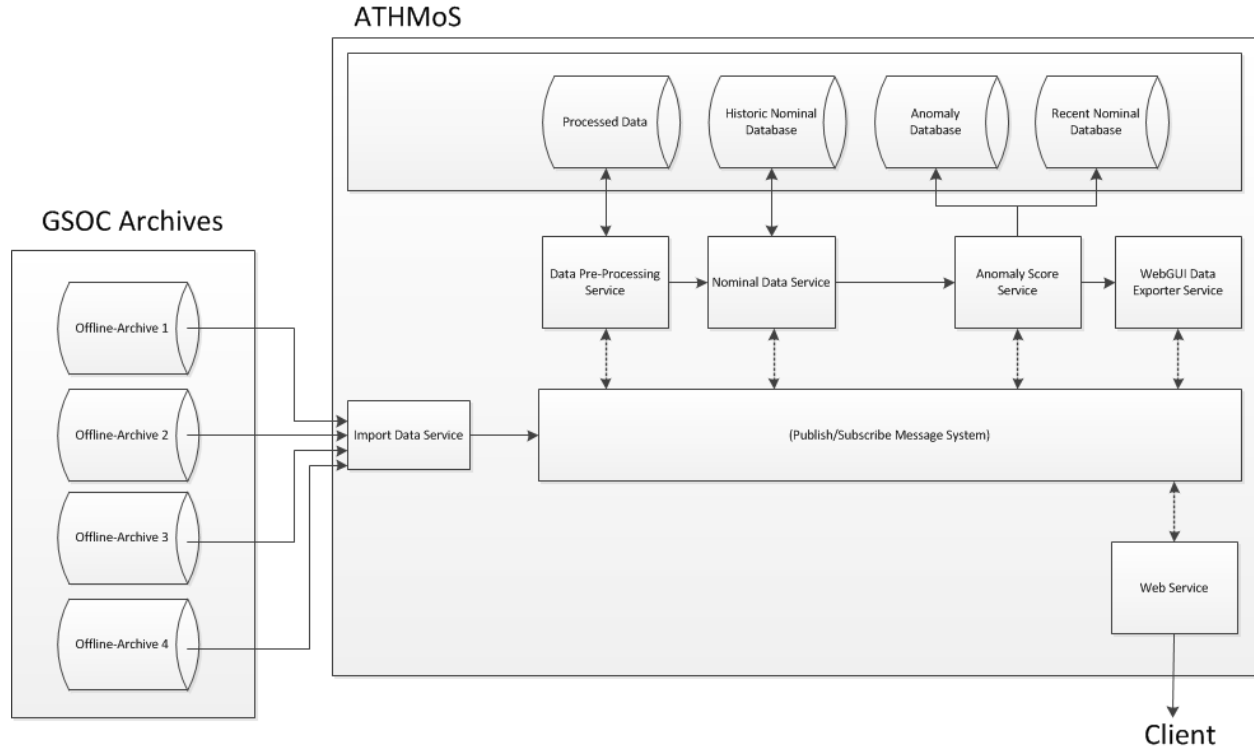 ATHMoS
Processed Data
Historic Nominal
Database
Anomaly
Database
Recent Nominal
Database
GSOC Archives
Offline-Archive 1
Offline-Archive 2
Offline-Archive 3
Offline-Archive 4
Data Pre-Processing
Service
Nominal Data Service
Anomaly Score
Service
WebGUI Data
Exporter Service
Import Data Service
(Publish/Subscribe Message System)
Web Service
Client